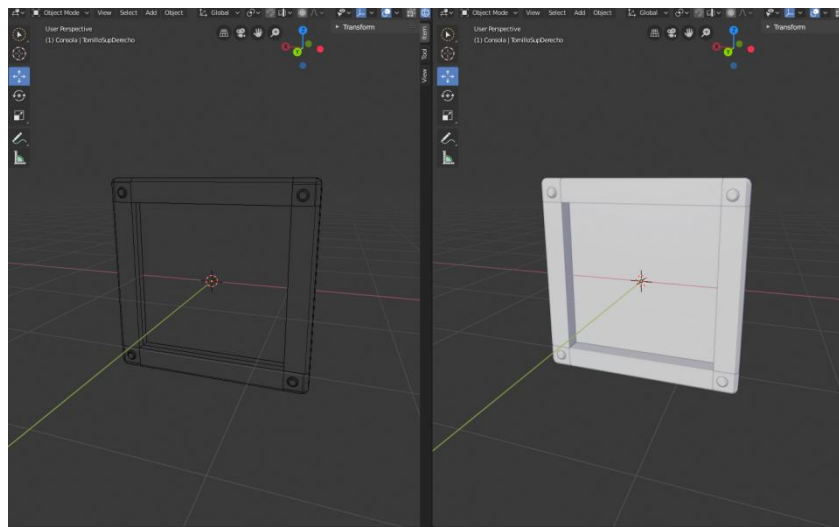 Object Mode View Select Add Object Global
User Perspective
(1) Consola | TornilloSupDerecho
Transform
Item
Tool
View
X
Y
Z
Object Mode View Select Add Object Global
User Perspective
(1) Consola | TornilloSupDerecho
Transform
X
Y
Z